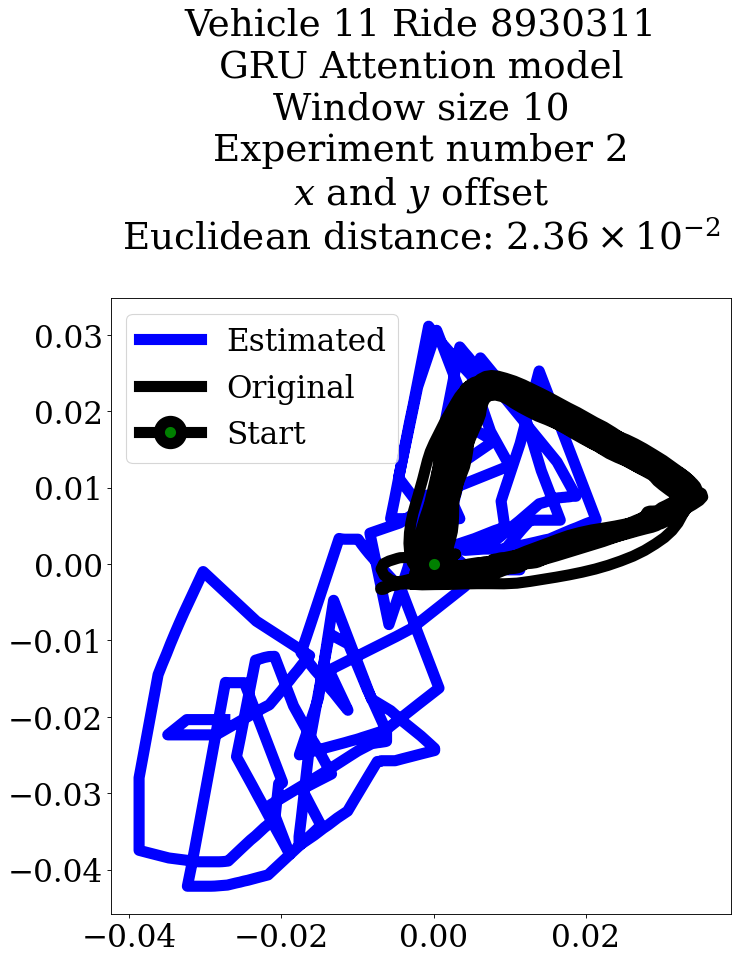 Vehicle 11 Ride 8930311
GRU Attention model
Window size 10
Experiment number 2
x and y offset
Euclidean distance: 2.36 × 10⁻²
Estimated
Original
Start
0.03
0.02
0.01
0.00
−0.01
−0.02
−0.03
−0.04
−0.04 −0.02 0.00 0.02